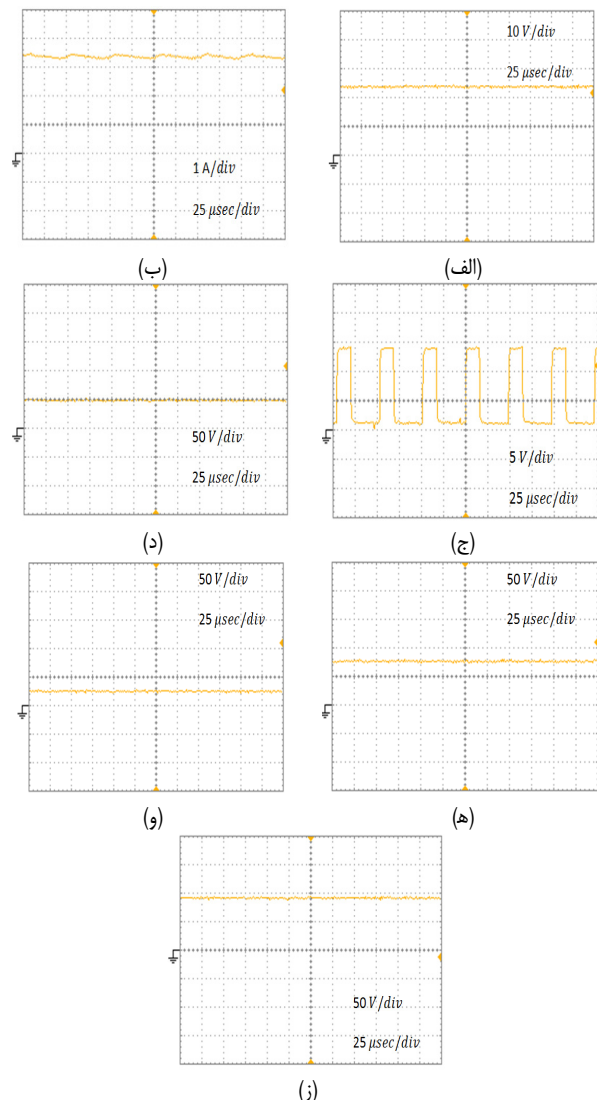 10 V/div
25 μsec/div
(الف)
1 A/div
25 μsec/div
(ب)
5 V/div
25 μsec/div
(ج)
50 V/div
25 μsec/div
(د)
50 V/div
25 μsec/div
(ه)
50 V/div
25 μsec/div
(و)
50 V/div
25 μsec/div
(ز)